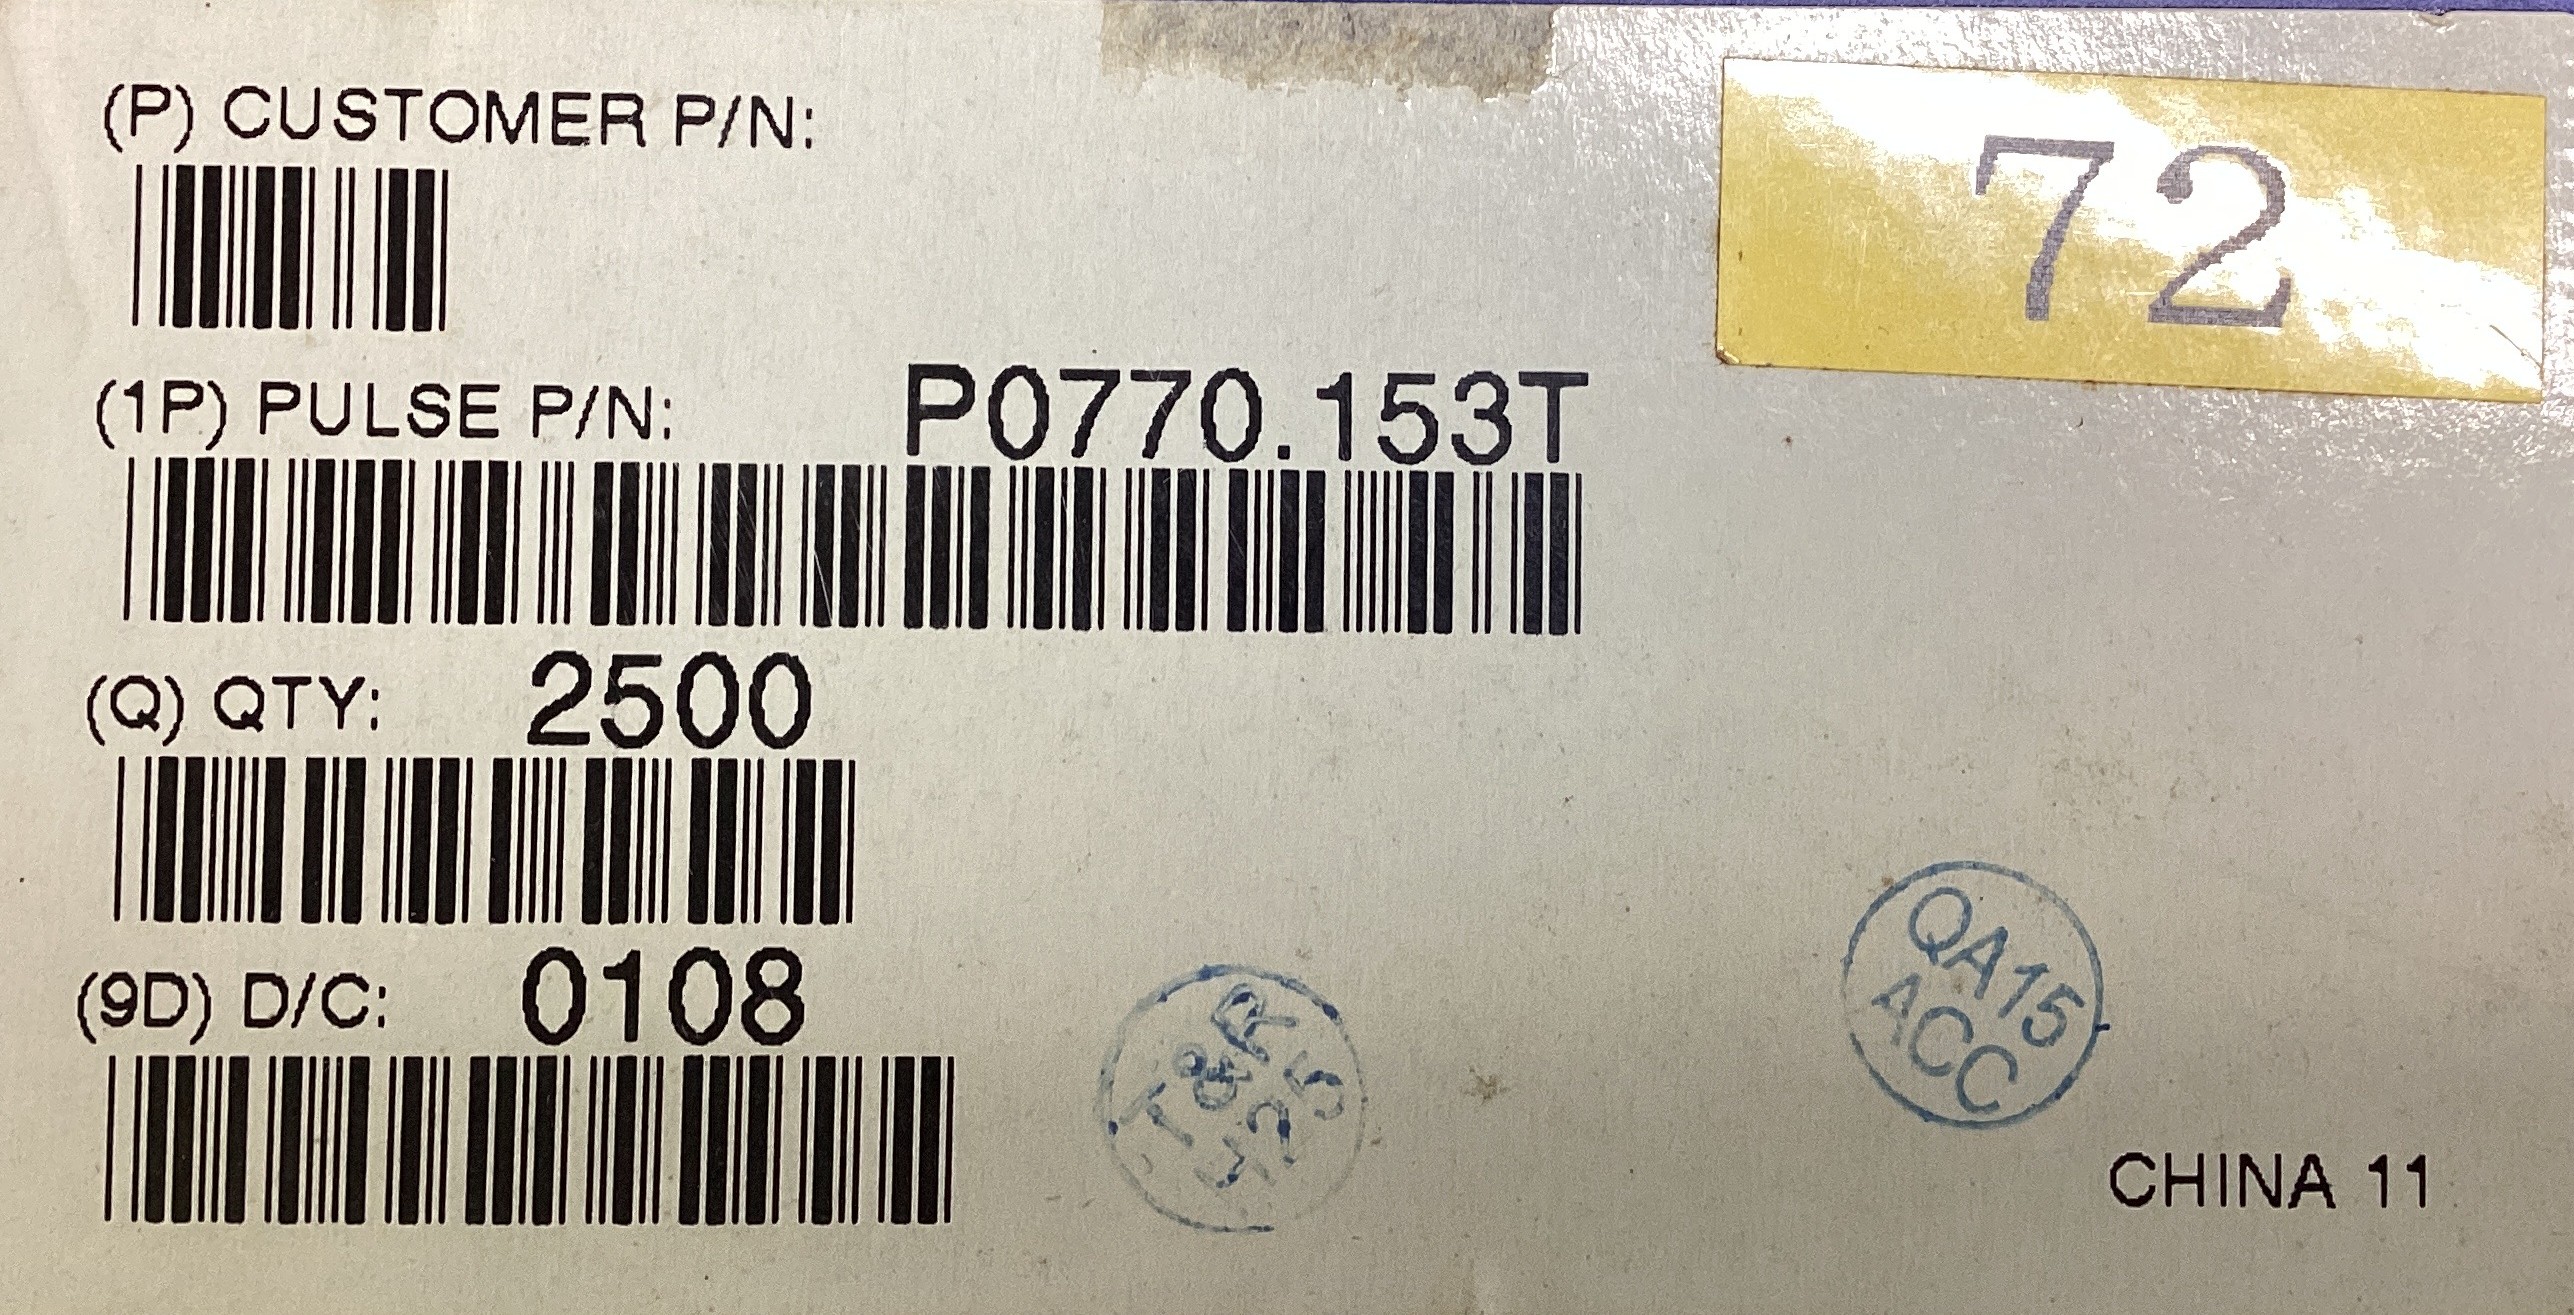 (P) CUSTOMER P/N:
72
(1P) PULSE P/N: P0770.153T
(Q) QTY: 2500
(9D) D/C: 0108
QA15
ACC
CHINA 11